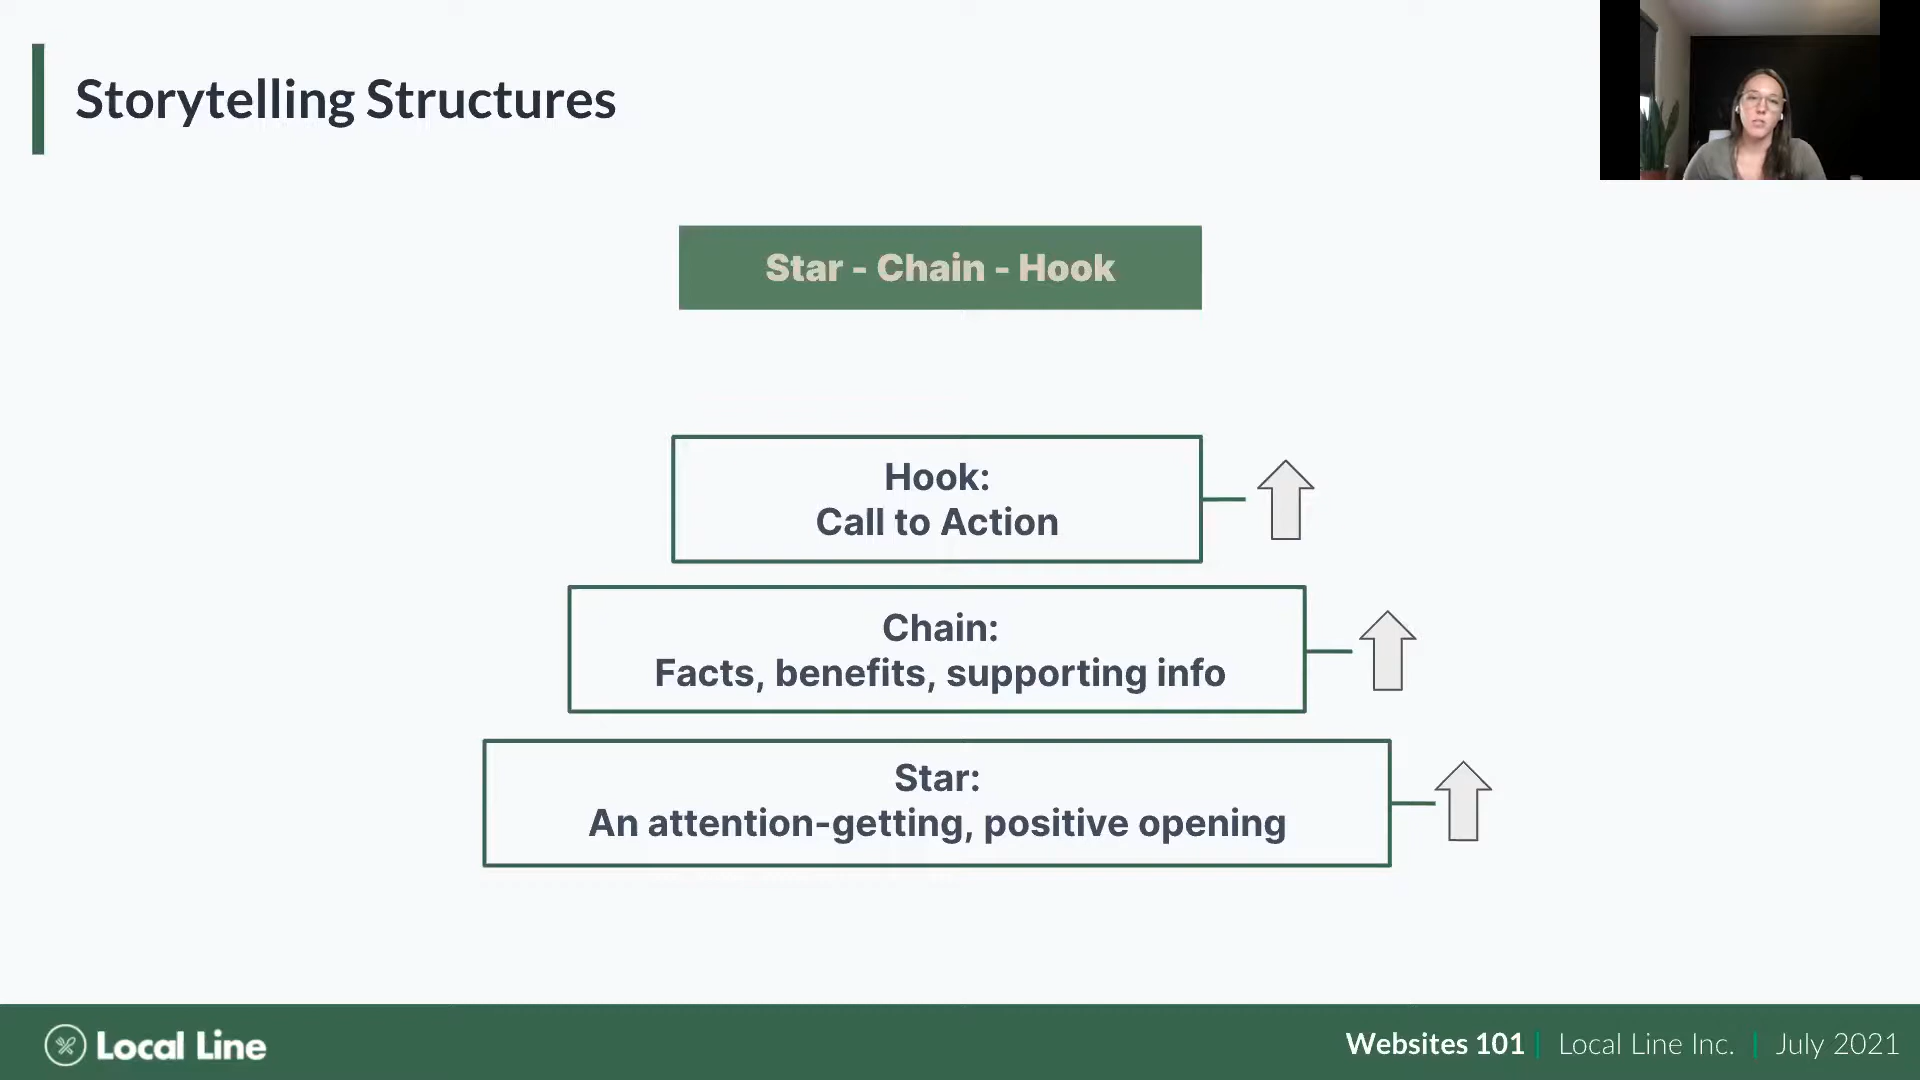 Storytelling Structures
Star - Chain - Hook
Hook:
Call to Action
Chain:
Facts, benefits, supporting info
Star:
An attention-getting, positive opening
Local Line
Websites 101 | Local Line Inc. | July 2021